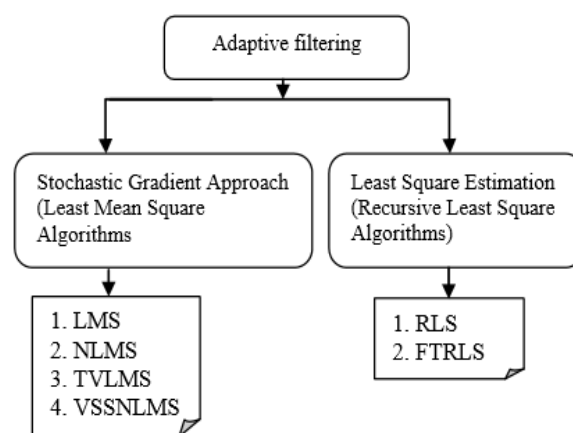 Adaptive filtering
Stochastic Gradient Approach
(Least Mean Square
Algorithms
Least Square Estimation
(Recursive Least Square
Algorithms)
1. LMS
2. NLMS
3. TVLMS
4. VSSNLMS
1. RLS
2. FTRLS